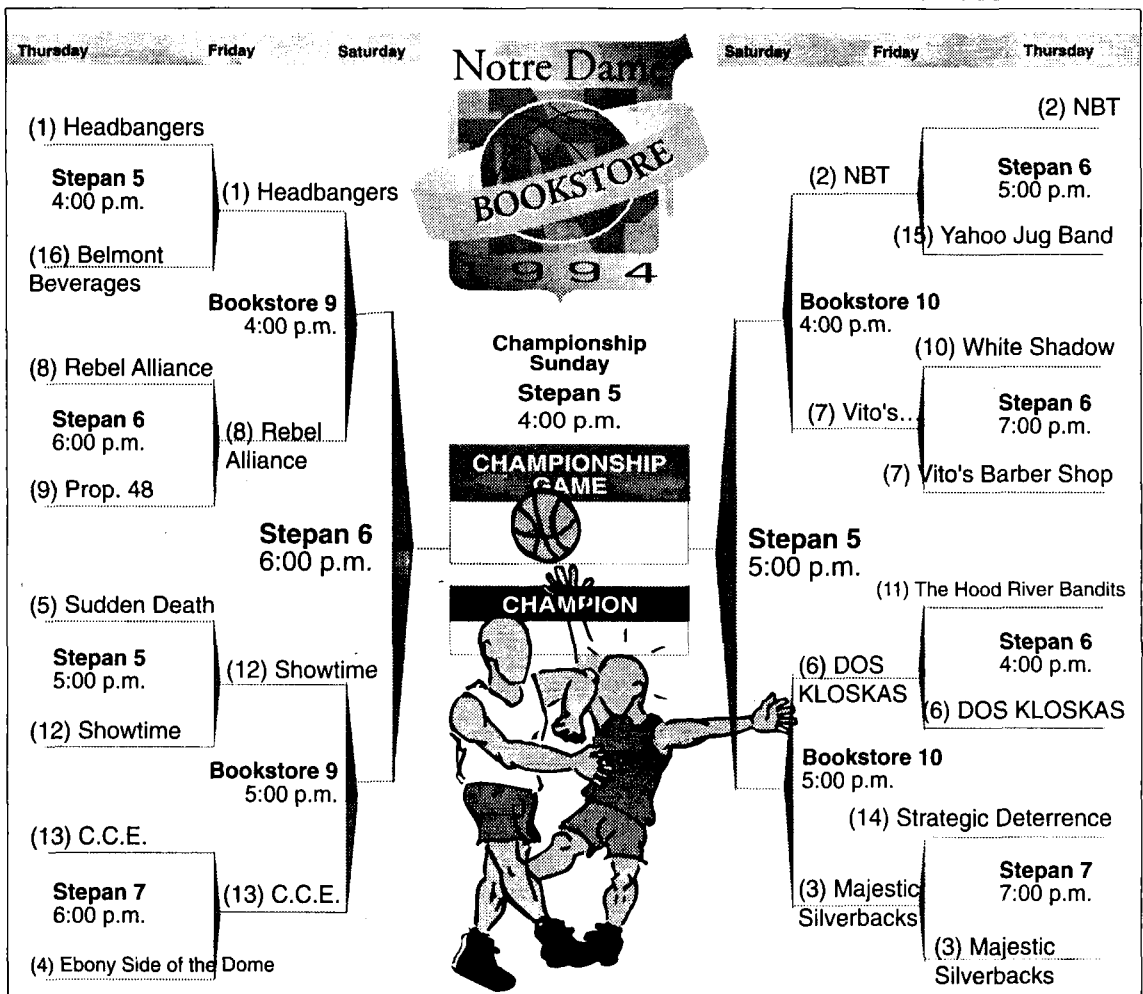 Thursday Friday Saturday
(1) Headbangers
Stepan 5
4:00 p.m.
(1) Headbangers
(16) Belmont
Beverages
Bookstore 9
4:00 p.m.
(8) Rebel Alliance
Stepan 6
6:00 p.m.
(8) Rebel
Alliance
(9) Prop. 48
Stepan 6
6:00 p.m.
(5) Sudden Death
Stepan 5
5:00 p.m.
(12) Showtime
(12) Showtime
Bookstore 9
5:00 p.m.
(13) C.C.E.
Stepan 7
6:00 p.m.
(13) C.C.E.
(4) Ebony Side of the Dome
Notre Dame
BOOKSTORE
1994
Championship
Sunday
Stepan 5
4:00 p.m.
CHAMPIONSHIP
GAME
CHAMPION
Saturday Friday Thursday
(2) NBT
(2) NBT
Stepan 6
5:00 p.m.
(15) Yahoo Jug Band
Bookstore 10
4:00 p.m.
(10) White Shadow
(7) Vito's...
Stepan 6
7:00 p.m.
(7) Vito's Barber Shop
Stepan 5
5:00 p.m.
(11) The Hood River Bandits
Stepan 6
4:00 p.m.
(6) DOS
KLOSKAS
(6) DOS KLOSKAS
Bookstore 10
5:00 p.m.
(14) Strategic Deterrence
Stepan 7
7:00 p.m.
(3) Majestic
Silverbacks
(3) Majestic
Silverbacks